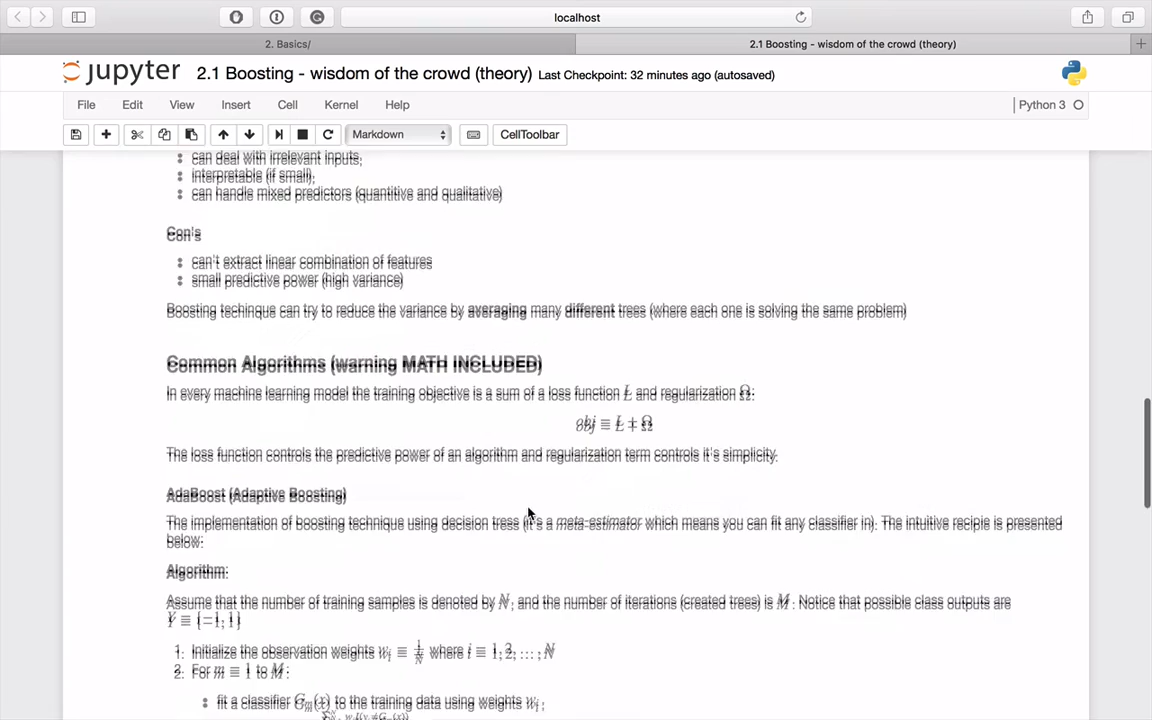 localhost
2. Basics/
2.1 Boosting - wisdom of the crowd (theory)
jupyter 2.1 Boosting - wisdom of the crowd (theory) Last Checkpoint: 32 minutes ago (autosaved)
File Edit View Insert Cell Kernel Help
Python 3
Markdown
CellToolbar
can deal with irrelevant inputs,
interpretable (if small),
can handle mixed predictors (quantitive and qualitative)
Con's
can't extract linear combination of features
small predictive power (high variance)
Boosting techinque can try to reduce the variance by averaging many different trees (where each one is solving the same problem)
Common Algorithms (warning MATH INCLUDED)
In every machine learning model the training objective is a sum of a loss function L and regularization Ω:
obj = L + Ω
The loss function controls the predictive power of an algorithm and regularization term controls it's simplicity.
AdaBoost (Adaptive Boosting)
The implementation of boosting technique using decision tress (it's a meta-estimator which means you can fit any classifier in). The intuitive recipie is presented
below:
Algorithm:
Assume that the number of training samples is denoted by N, and the number of iterations (created trees) is M. Notice that possible class outputs are
Y = {−1, 1}
1. Initialize the observation weights wᵢ = 1/N where i = 1, 2, … , N
2. For m = 1 to M:
fit a classifier Gₘ(x) to the training data using weights wᵢ,